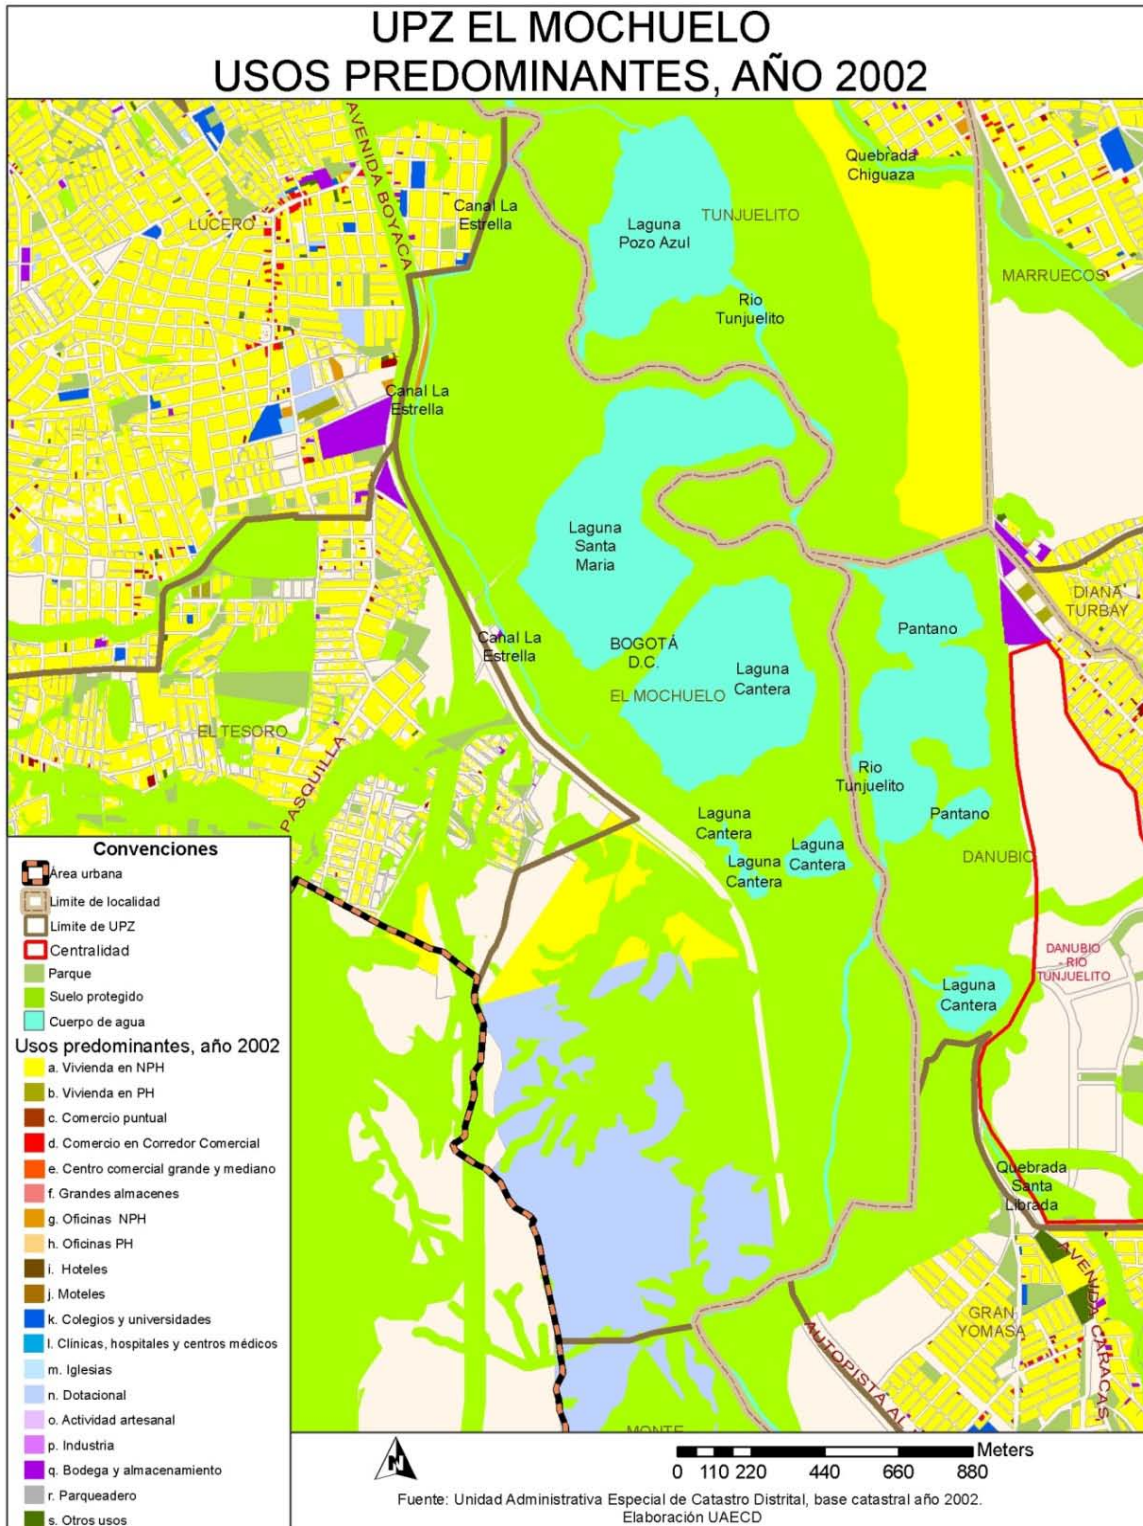 UPZ EL MOCHUELO
USOS PREDOMINANTES, AÑO 2002
AVENIDA BOYACA
LUCERO
Canal La
Estrella
Laguna
Pozo Azul
TUNJUELITO
Quebrada
Chiguaza
MARRUECOS
Rio
Tunjuelito
Canal La
Estrella
Laguna
Santa
Maria
DIANA
TURBAY
Pantano
Canal La
Estrella
BOGOTÁ
D.C.
EL MOCHUELO
Laguna
Cantera
EL TESORO
PASQUILLA
Rio
Tunjuelito
Pantano
Laguna
Cantera
Laguna
Cantera
Laguna
Cantera
DANUBIO
DANUBIO
- RIO
TUNJUELITO
Laguna
Cantera
Quebrada
Santa
Librada
GRAN
YOMASA
AVENIDA CARACAS
AUTOPISTA AL
MONTE
Convenciones
Área urbana
Limite de localidad
Limite de UPZ
Centralidad
Parque
Suelo protegido
Cuerpo de agua
Usos predominantes, año 2002
a. Vivienda en NPH
b. Vivienda en PH
c. Comercio puntual
d. Comercio en Corredor Comercial
e. Centro comercial grande y mediano
f. Grandes almacenes
g. Oficinas NPH
h. Oficinas PH
i. Hoteles
j. Moteles
k. Colegios y universidades
l. Clínicas, hospitales y centros médicos
m. Iglesias
n. Dotacional
o. Actividad artesanal
p. Industria
q. Bodega y almacenamiento
r. Parqueadero
s. Otros usos
N
Meters
0 110 220 440 660 880
Fuente: Unidad Administrativa Especial de Catastro Distrital, base catastral año 2002.
Elaboración UAECD